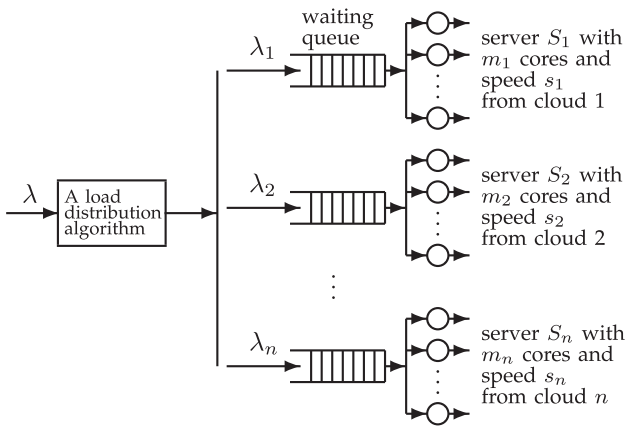 waiting
queue
λ₁
server S₁ with
m₁ cores and
speed s₁
from cloud 1
λ
A load
distribution
algorithm
λ₂
server S₂ with
m₂ cores and
speed s₂
from cloud 2
λₙ
server Sₙ with
mₙ cores and
speed sₙ
from cloud n